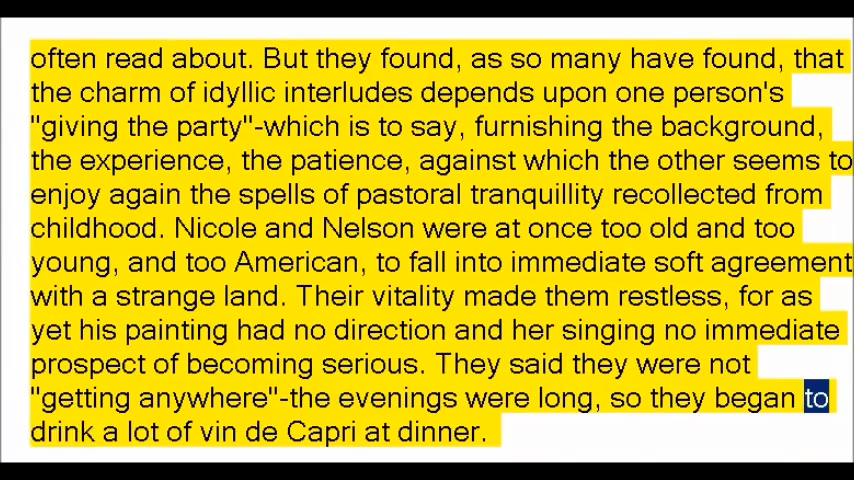 often read about. But they found, as so many have found, that
the charm of idyllic interludes depends upon one person's
"giving the party"-which is to say, furnishing the background,
the experience, the patience, against which the other seems to
enjoy again the spells of pastoral tranquillity recollected from
childhood. Nicole and Nelson were at once too old and too
young, and too American, to fall into immediate soft agreement
with a strange land. Their vitality made them restless, for as
yet his painting had no direction and her singing no immediate
prospect of becoming serious. They said they were not
"getting anywhere"-the evenings were long, so they began to
drink a lot of vin de Capri at dinner.